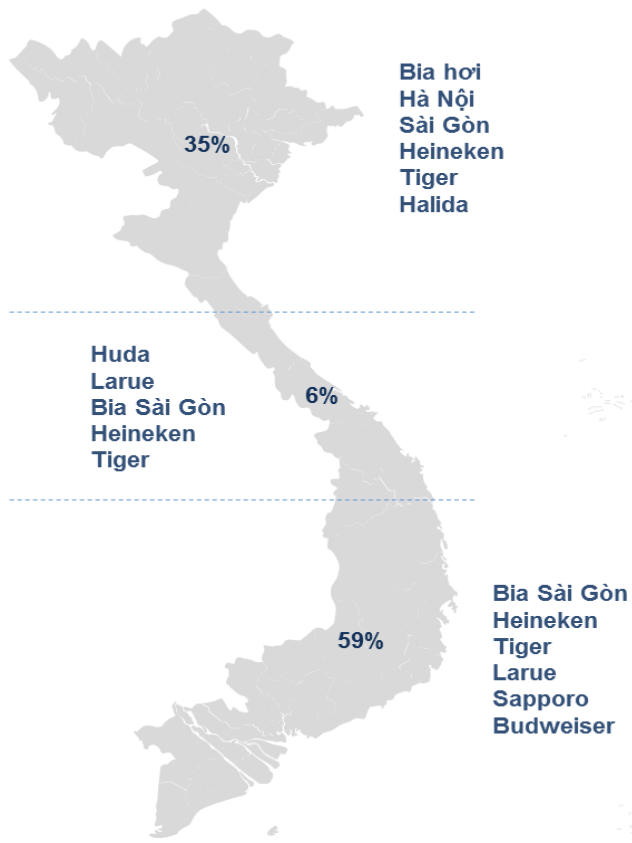 Bia hơi
Hà Nội
Sài Gòn
Heineken
Tiger
Halida
35%
Huda
Larue
Bia Sài Gòn
Heineken
Tiger
6%
59%
Bia Sài Gòn
Heineken
Tiger
Larue
Sapporo
Budweiser